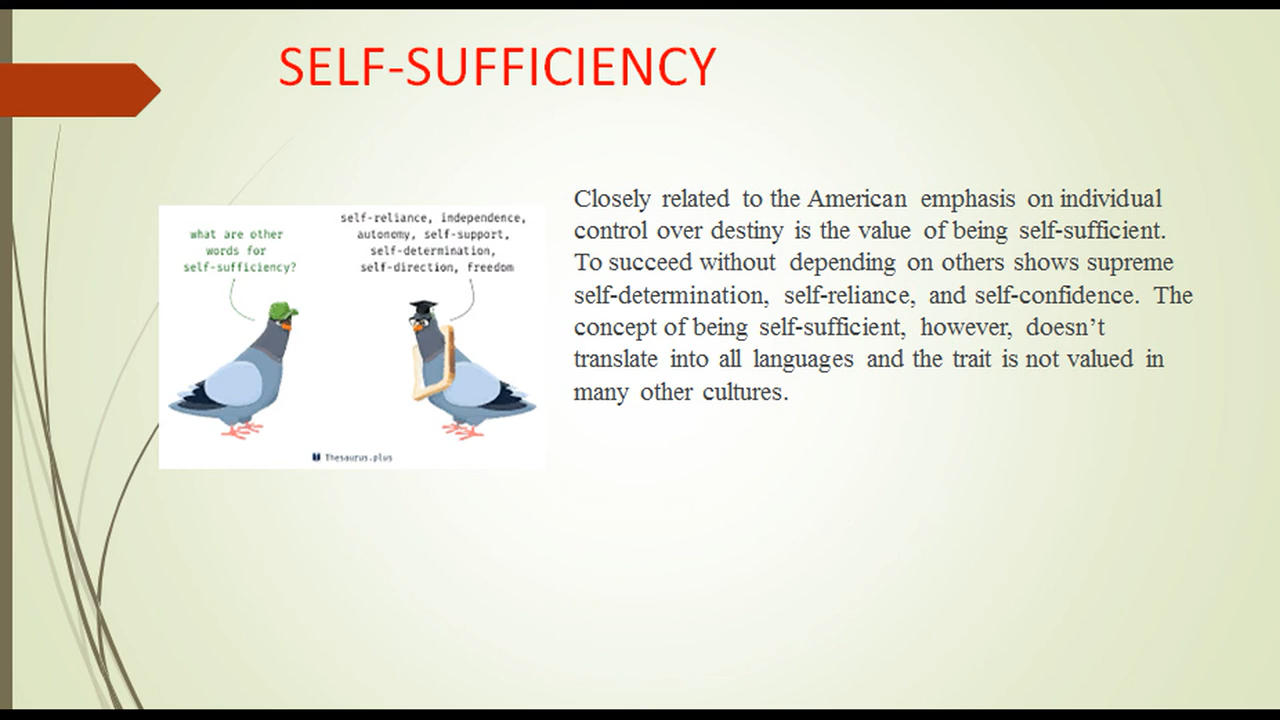 SELF-SUFFICIENCY
what are other
words for
self-sufficiency?
self-reliance, independence,
autonomy, self-support,
self-determination,
self-direction, freedom
Thesaurus.plus
Closely related to the American emphasis on individual
control over destiny is the value of being self-sufficient.
To succeed without depending on others shows supreme
self-determination, self-reliance, and self-confidence. The
concept of being self-sufficient, however, doesn’t
translate into all languages and the trait is not valued in
many other cultures.